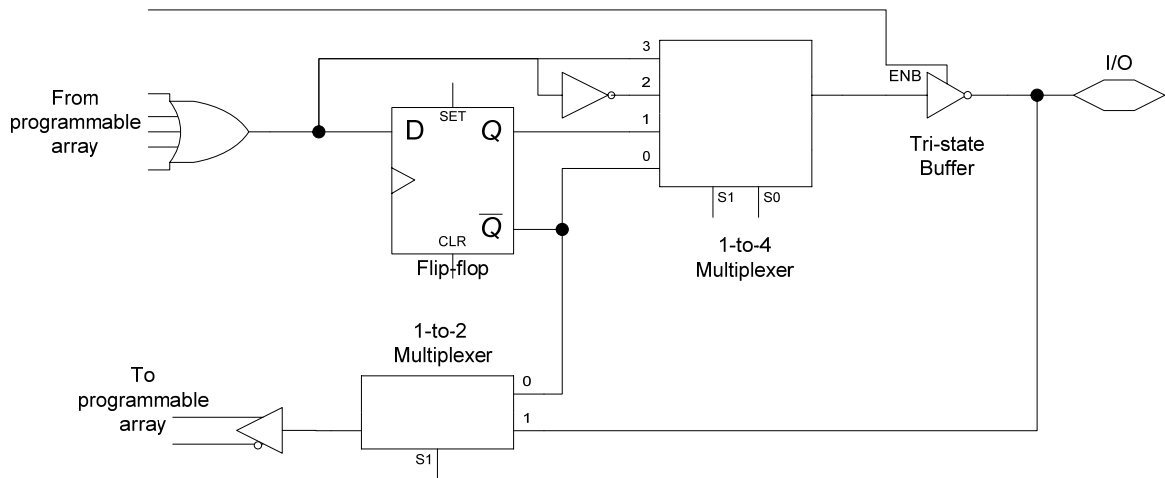 From
programmable
array
D
SET
Q
Q
CLR
Flip-flop
3
2
1
0
S1
S0
1-to-4
Multiplexer
ENB
Tri-state
Buffer
I/O
1-to-2
Multiplexer
0
1
S1
To
programmable
array